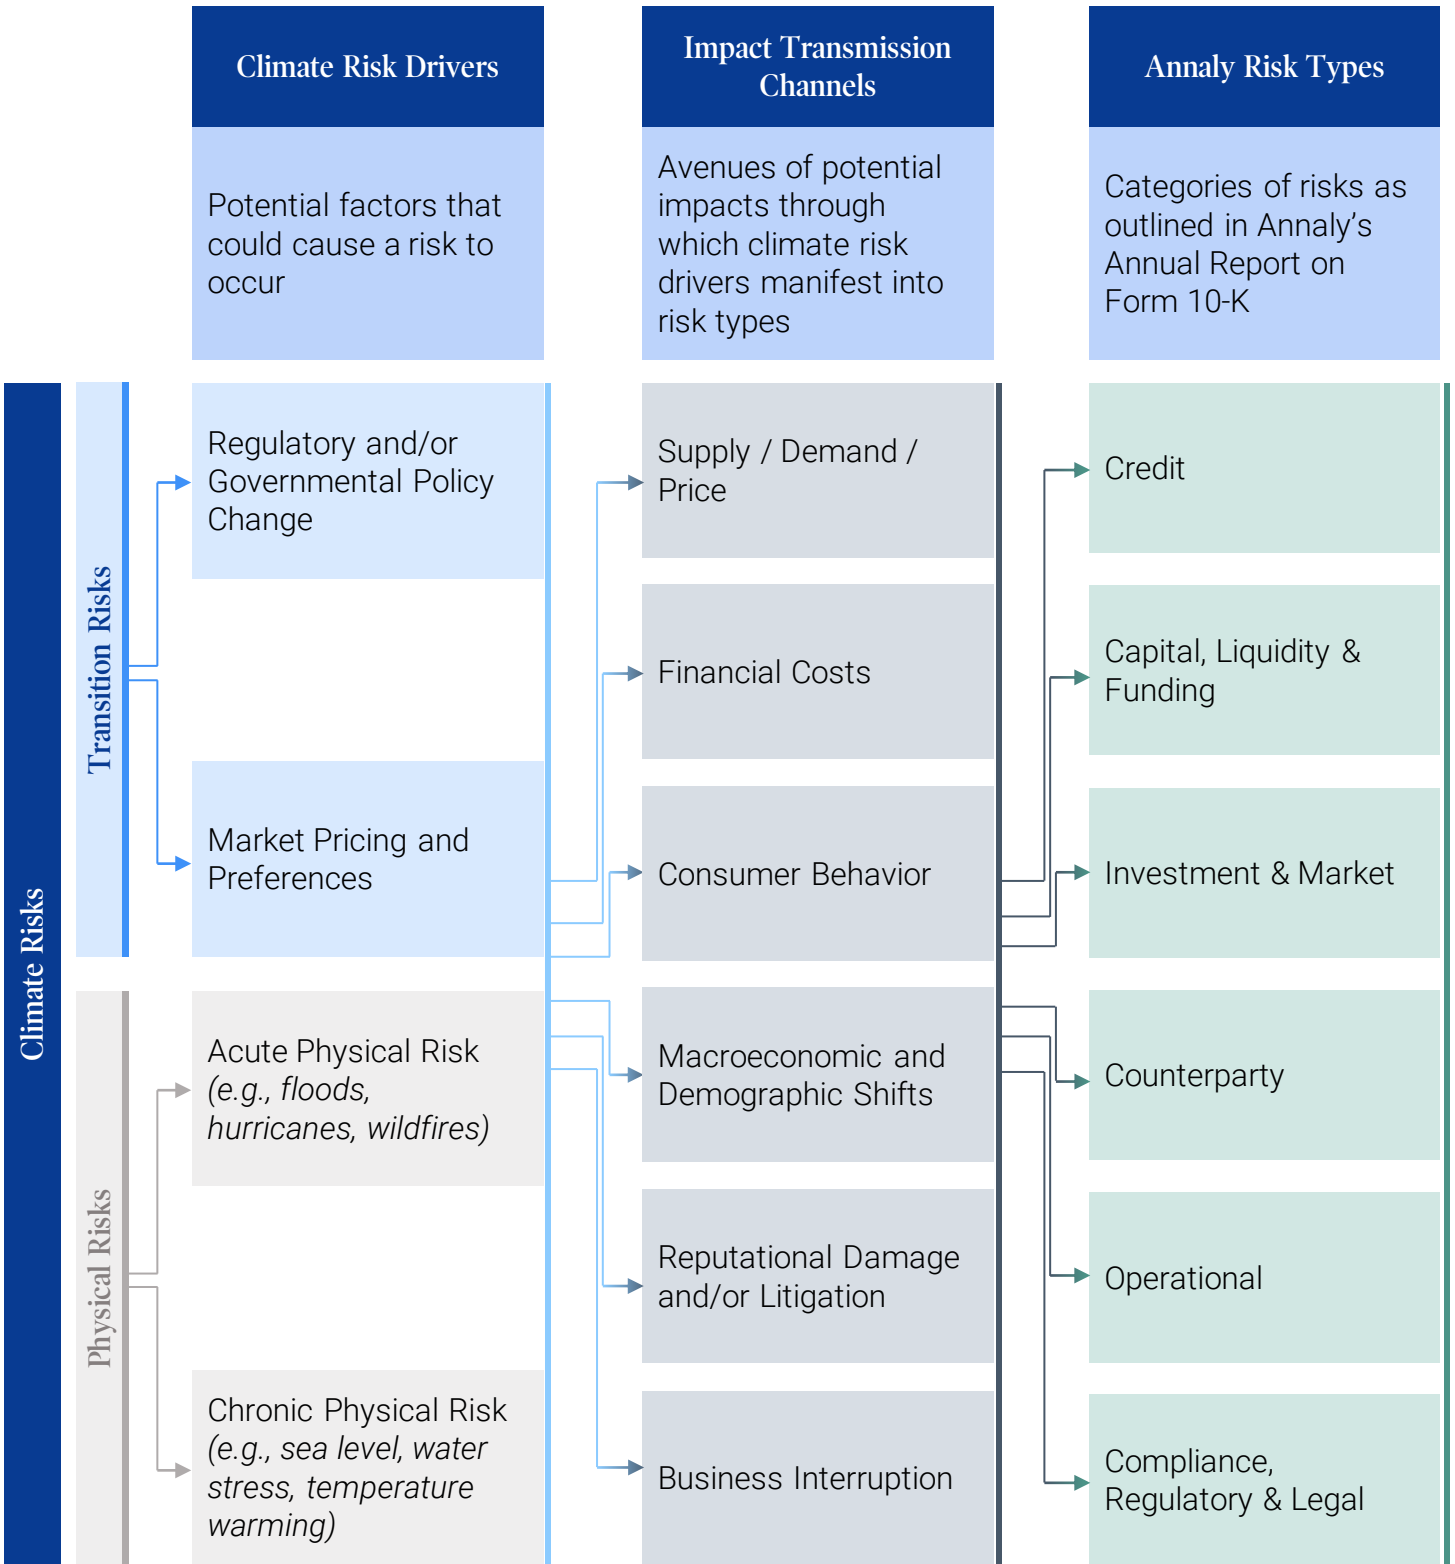 Climate Risk Drivers
Impact Transmission
Channels
Annaly Risk Types
Potential factors that
could cause a risk to
occur
Avenues of potential
impacts through
which climate risk
drivers manifest into
risk types
Categories of risks as
outlined in Annaly’s
Annual Report on
Form 10-K
Climate Risks
Transition Risks
Regulatory and/or
Governmental Policy
Change
Market Pricing and
Preferences
Physical Risks
Acute Physical Risk
(e.g., floods,
hurricanes, wildfires)
Chronic Physical Risk
(e.g., sea level, water
stress, temperature
warming)
Supply / Demand /
Price
Financial Costs
Consumer Behavior
Macroeconomic and
Demographic Shifts
Reputational Damage
and/or Litigation
Business Interruption
Credit
Capital, Liquidity &
Funding
Investment & Market
Counterparty
Operational
Compliance,
Regulatory & Legal